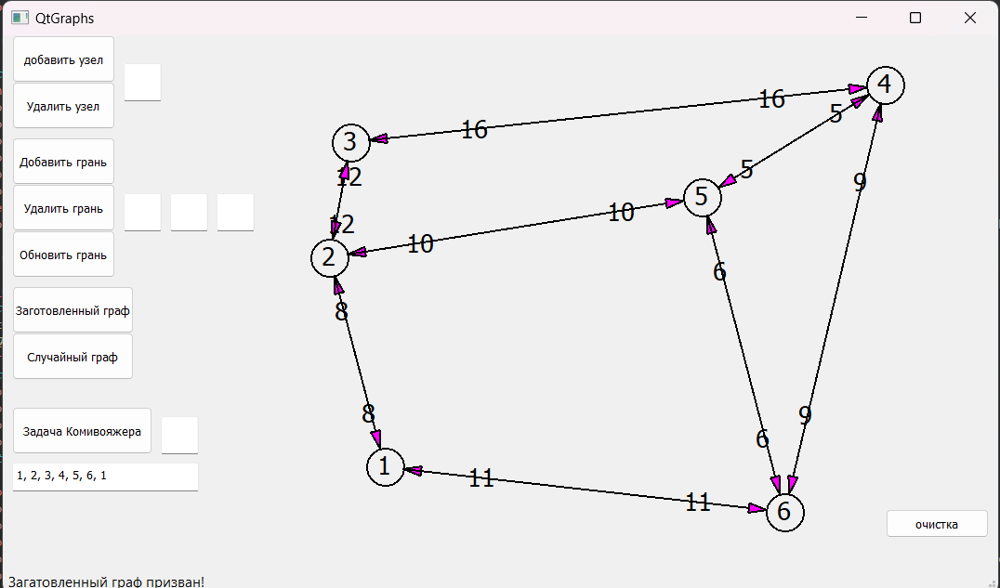 QtGraphs
добавить узел
Удалить узел
Добавить грань
Удалить грань
Обновить грань
Заготовленный граф
Случайный граф
Задача Комивояжера
1, 2, 3, 4, 5, 6, 1
4
16
5
3
16
12
5
9
5
10
12
10
2
6
8
8
9
6
1
11
11
6
очистка
Загатовленный граф призван!